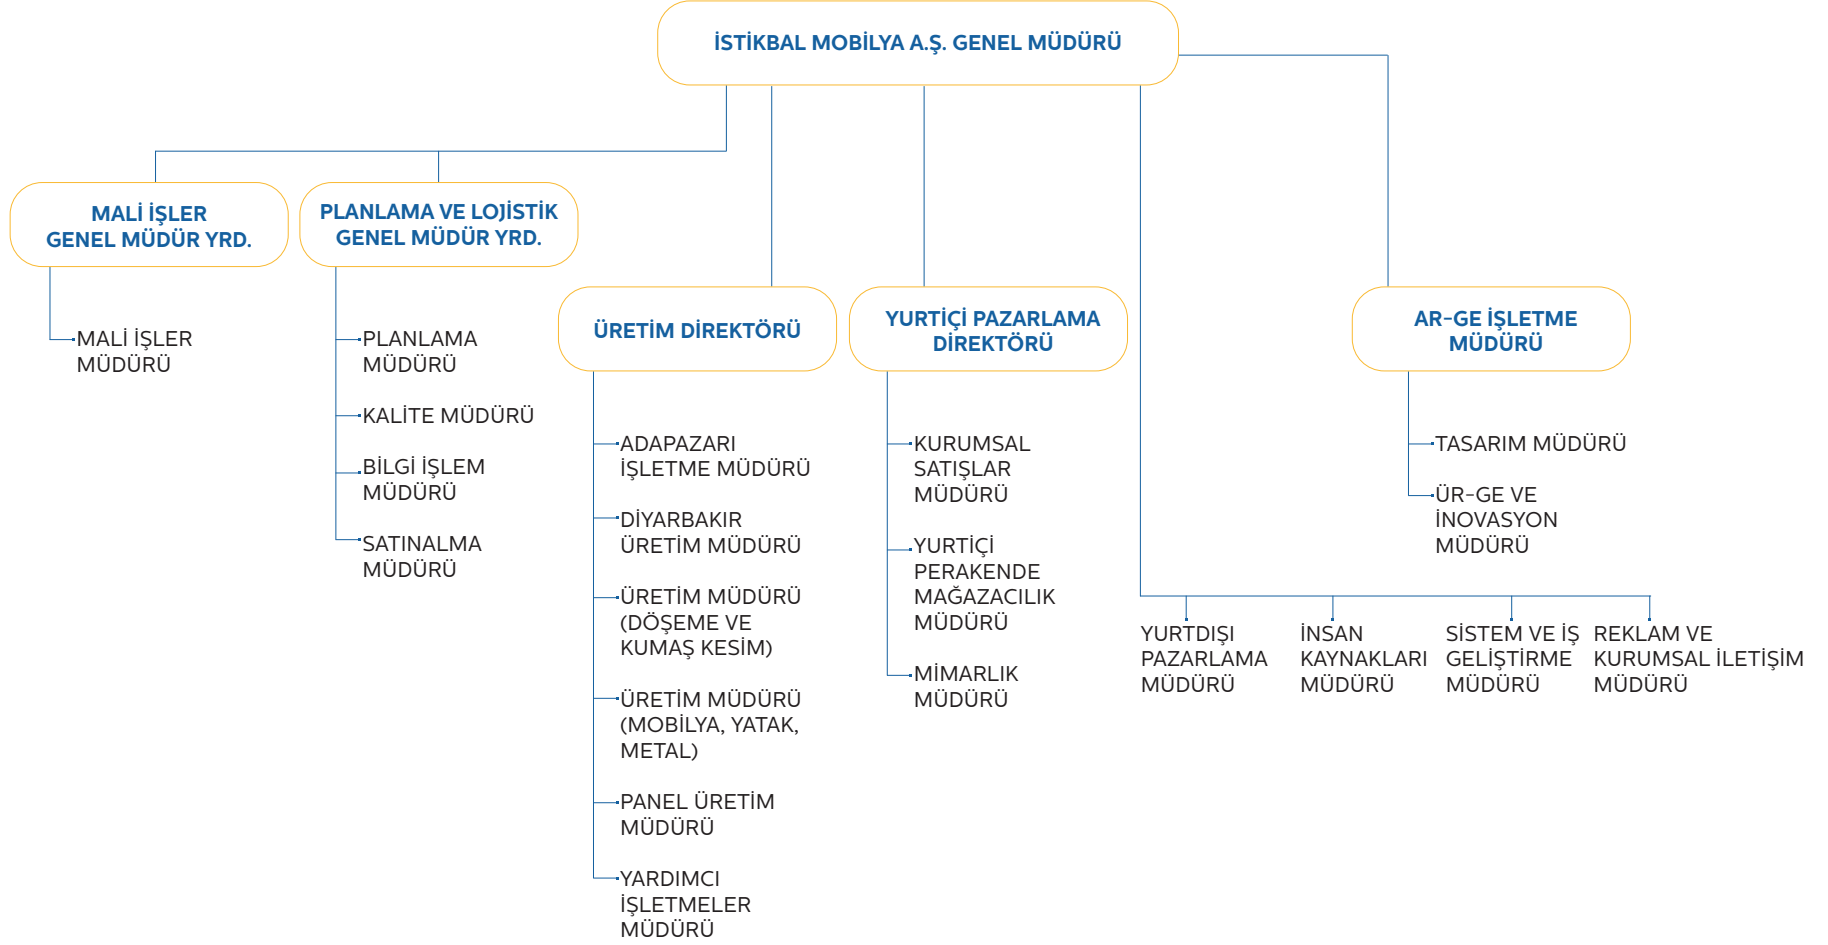 İSTİKBAL MOBİLYA A.Ş. GENEL MÜDÜRÜ
MALİ İŞLER
GENEL MÜDÜR YRD.
MALİ İŞLER
MÜDÜRÜ
PLANLAMA VE LOJİSTİK
GENEL MÜDÜR YRD.
PLANLAMA
MÜDÜRÜ
KALİTE MÜDÜRÜ
BİLGİ İŞLEM
MÜDÜRÜ
SATINALMA
MÜDÜRÜ
ÜRETİM DİREKTÖRÜ
ADAPAZARI
İŞLETME MÜDÜRÜ
DİYARBAKIR
ÜRETİM MÜDÜRÜ
ÜRETİM MÜDÜRÜ
(DÖŞEME VE
KUMAŞ KESİM)
ÜRETİM MÜDÜRÜ
(MOBİLYA, YATAK,
METAL)
PANEL ÜRETİM
MÜDÜRÜ
YARDIMCI
İŞLETMELER
MÜDÜRÜ
YURTİÇİ PAZARLAMA
DİREKTÖRÜ
KURUMSAL
SATIŞLAR
MÜDÜRÜ
YURTİÇİ
PERAKENDE
MAĞAZACILIK
MÜDÜRÜ
MİMARLIK
MÜDÜRÜ
AR-GE İŞLETME
MÜDÜRÜ
TASARIM MÜDÜRÜ
ÜR-GE VE
İNOVASYON
MÜDÜRÜ
YURTDIŞI
PAZARLAMA
MÜDÜRÜ
İNSAN
KAYNAKLARI
MÜDÜRÜ
SİSTEM VE İŞ
GELİŞTİRME
MÜDÜRÜ
REKLAM VE
KURUMSAL İLETİŞİM
MÜDÜRÜ